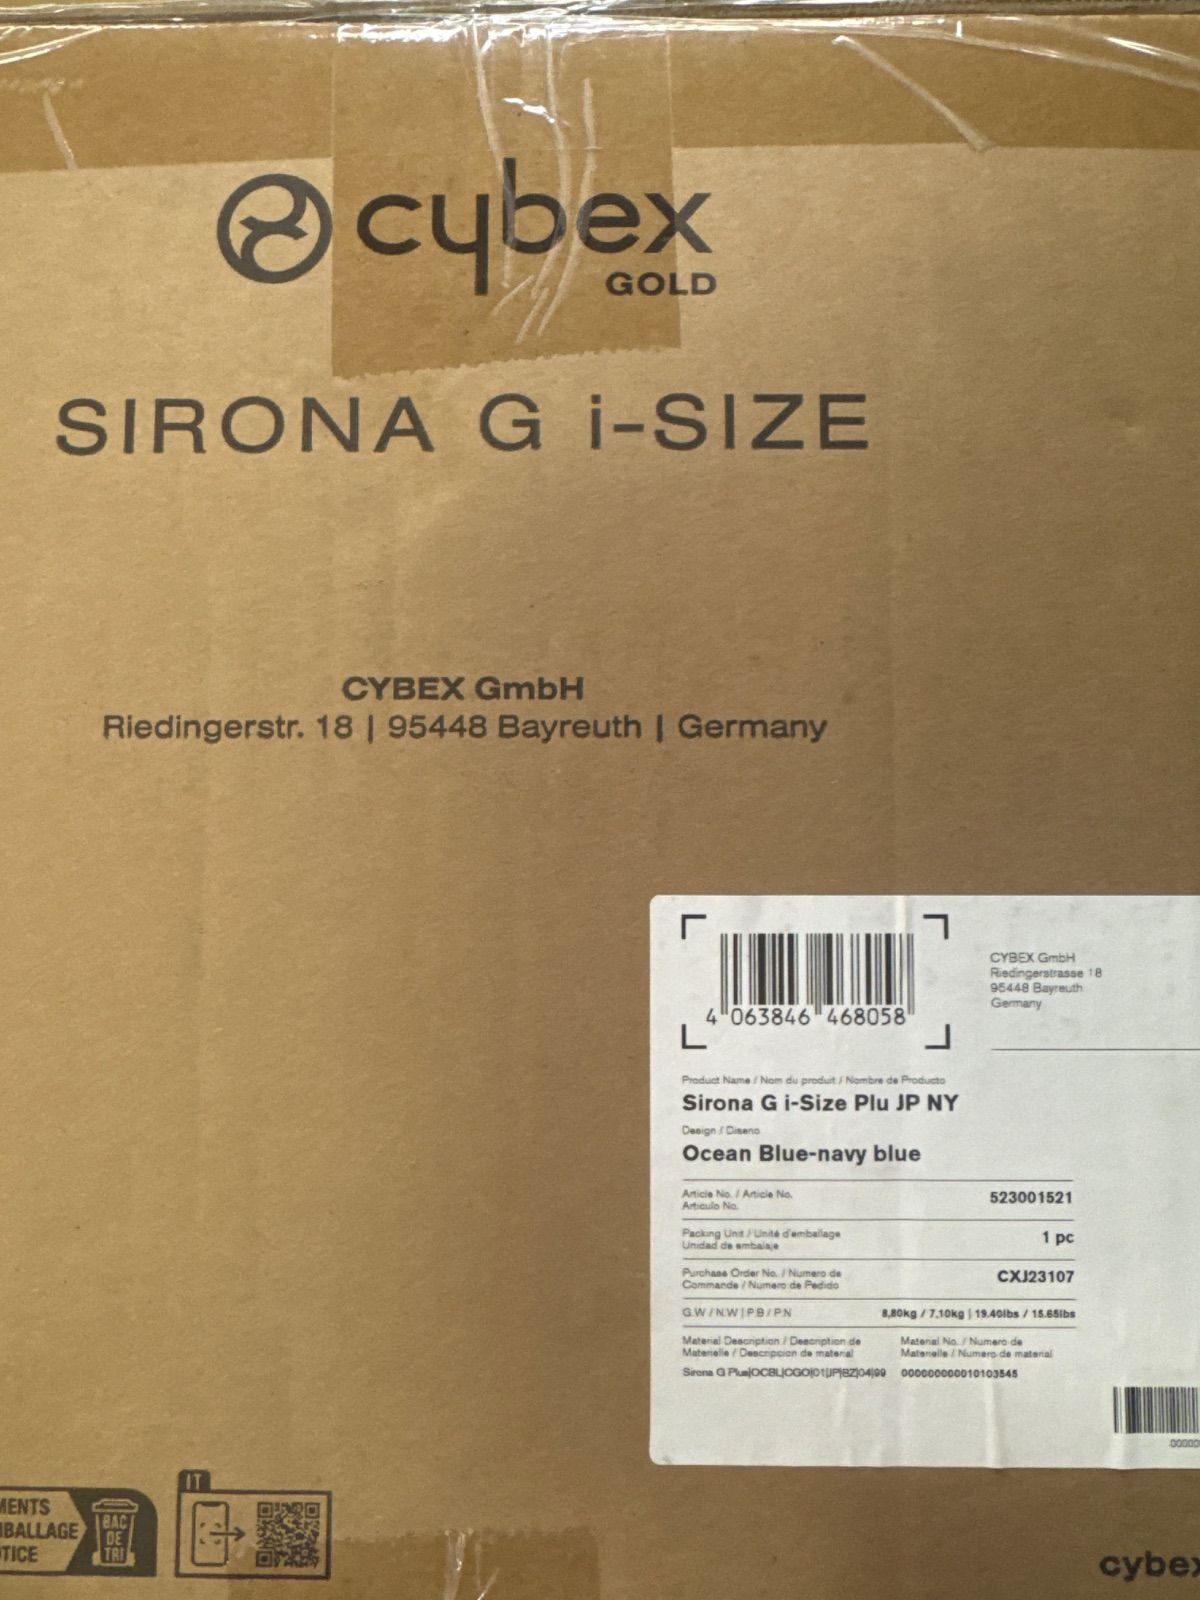 cybex
GOLD
SIRONA G i-SIZE
CYBEX GmbH
Riedingerstr. 18 | 95448 Bayreuth | Germany
4 063846 468058
CYBEX GmbH
Riedingerstrasse 18
95448 Bayreuth
Germany
Product Name / Nom du produit / Nombre de Producto
Sirona G i-Size Plu JP NY
Design / Diseno
Ocean Blue-navy blue
Article No. / Article No.
Articulo No.
523001521
Packing Unit / Unité d'emballage
Unidad de embalaje
1 pc
Purchase Order No. / Numero de
Commande / Numero de Pedido
CXJ23107
G.W / N.W | P.B / P.N
8,80kg / 7,10kg | 19.40lbs / 15.65lbs
Material Description / Description de
Materielle / Descripcion de material
Material No. / Numero de
Materielle / Numero de material
Sirona G Plus|OCBL|CGO|01|JP|BZ|04|99
000000000010103545
00000
MENTS
BALLAGE
TICE
BAC
DE
TRI
IT
cybex